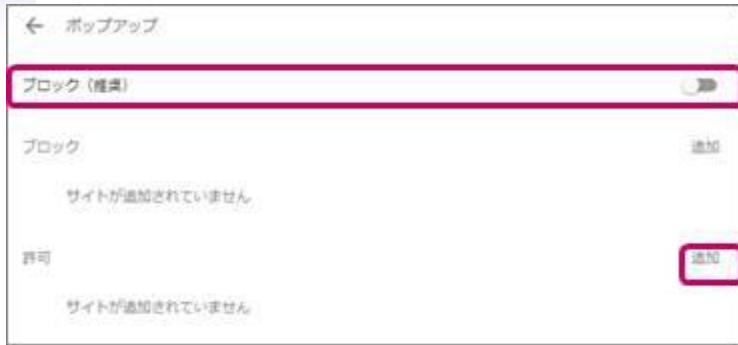 ← ポップアップ
ブロック（推奨）
ブロック 追加
サイトが追加されていません
許可 追加
サイトが追加されていません